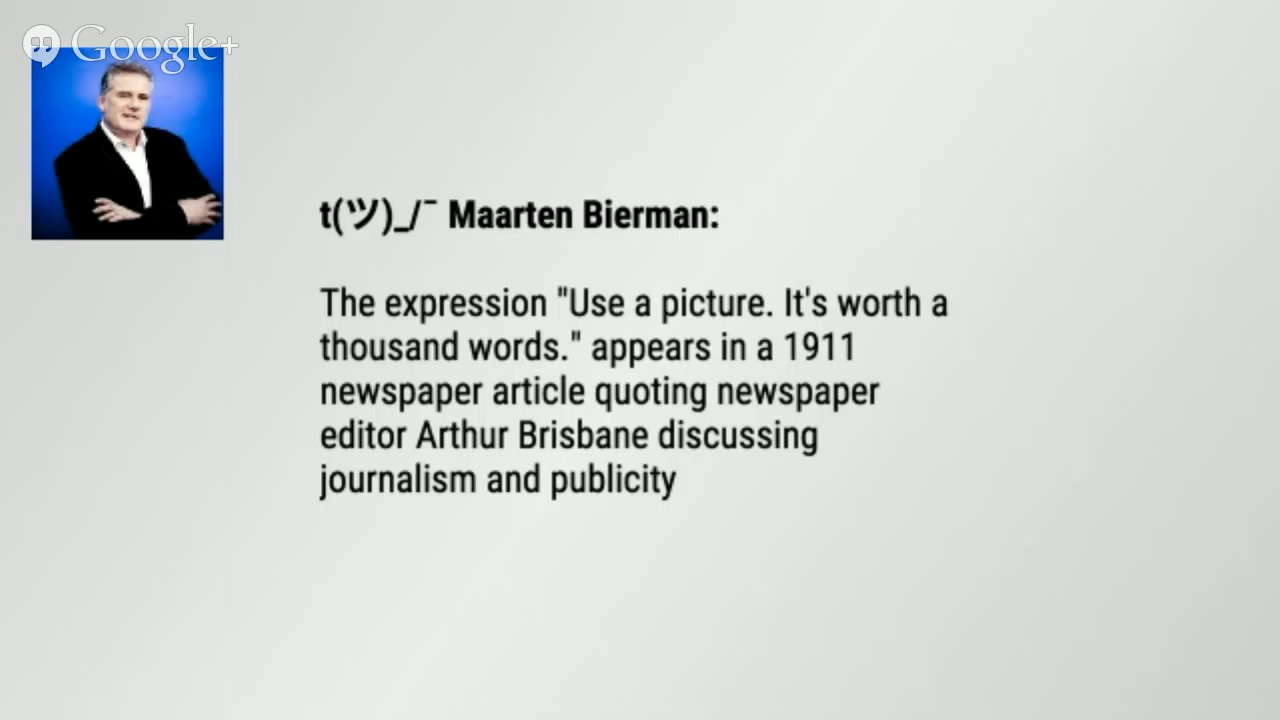 Google+
t(ツ)_/¯ Maarten Bierman:
The expression "Use a picture. It's worth a
thousand words." appears in a 1911
newspaper article quoting newspaper
editor Arthur Brisbane discussing
journalism and publicity